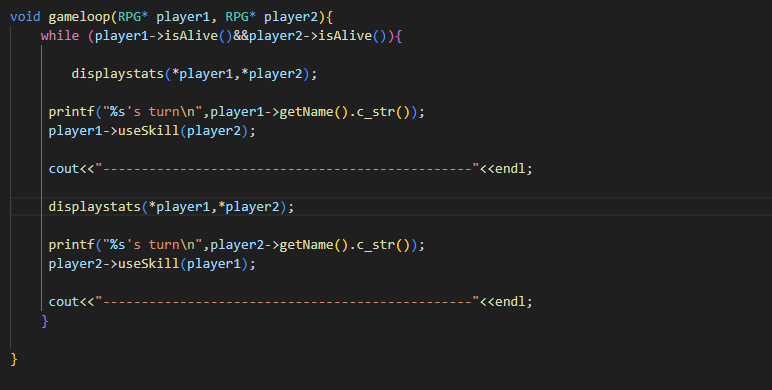 void gameloop(RPG* player1, RPG* player2){
while (player1->isAlive()&&player2->isAlive()){
displaystats(*player1,*player2);
printf("%s's turn\n",player1->getName().c_str());
player1->useSkill(player2);
cout<<"-----------------------------------------------"<<endl;
displaystats(*player1,*player2);
printf("%s's turn\n",player2->getName().c_str());
player2->useSkill(player1);
cout<<"-----------------------------------------------"<<endl;
}
}